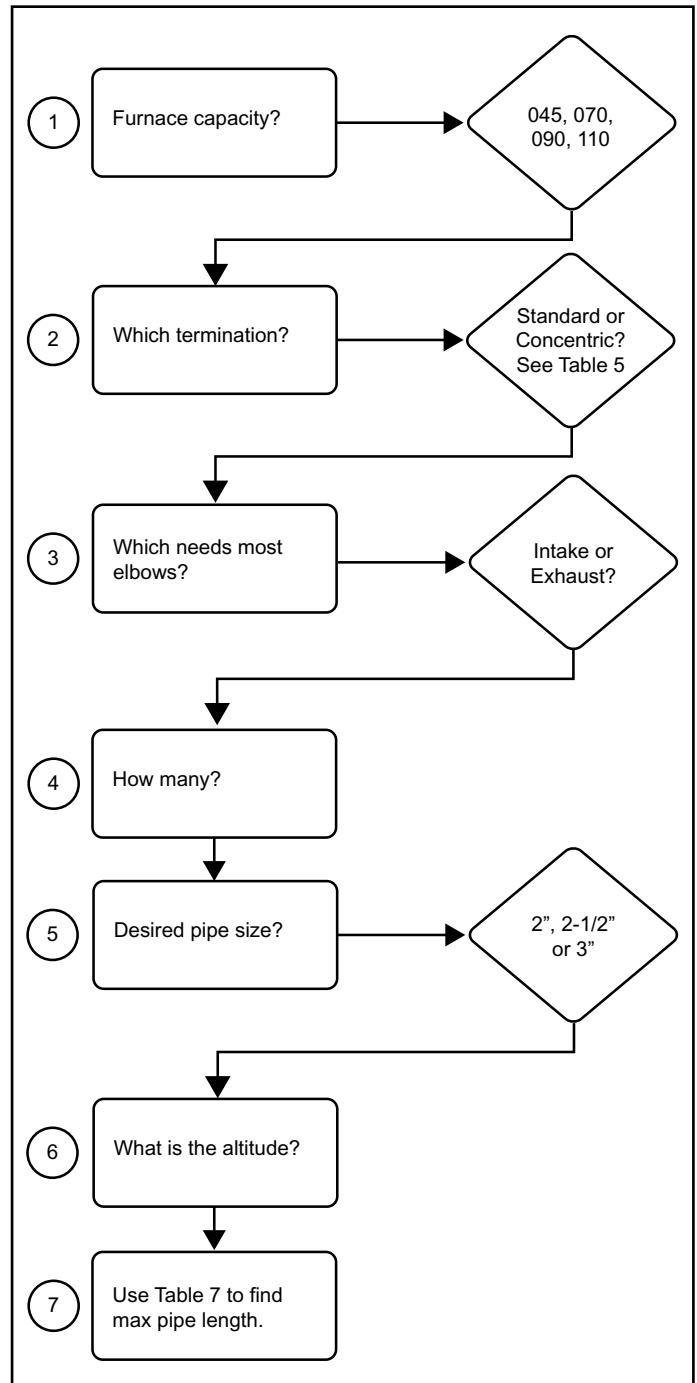 1
Furnace capacity?
045, 070,
090, 110
2
Which termination?
Standard or
Concentric?
See Table 5
3
Which needs most
elbows?
Intake or
Exhaust?
4
How many?
5
Desired pipe size?
2”, 2-1/2”
or 3”
6
What is the altitude?
7
Use Table 7 to find
max pipe length.